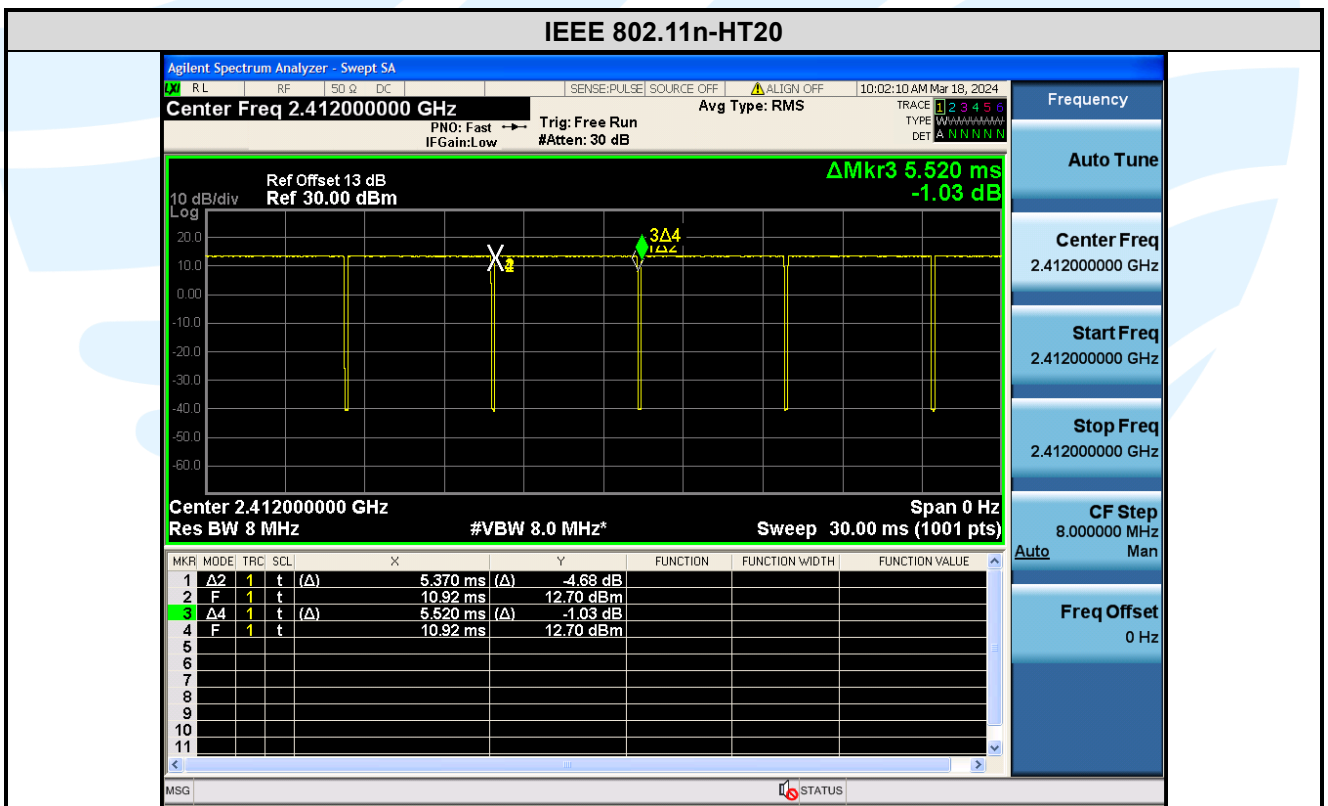 IEEE 802.11n-HT20
Agilent Spectrum Analyzer - Swept SA
LXI RL RF 50 Ω DC SENSE:PULSE SOURCE OFF ALIGN OFF 10:02:10 AM Mar 18, 2024
Center Freq 2.412000000 GHz
Avg Type: RMS
TRACE 1 2 3 4 5 6
PNO: Fast
Trig: Free Run
TYPE WWWWWW
IFGain:Low
#Atten: 30 dB
DET A N N N N N
Frequency
Auto Tune
Center Freq
2.412000000 GHz
Start Freq
2.412000000 GHz
Stop Freq
2.412000000 GHz
CF Step
8.000000 MHz
Auto Man
Freq Offset
0 Hz
ΔMkr3 5.520 ms
-1.03 dB
Ref Offset 13 dB
10 dB/div Ref 30.00 dBm
Log
20.0
10.0
0.00
-10.0
-20.0
-30.0
-40.0
-50.0
-60.0
3Δ4
1Δ2
Center 2.412000000 GHz Span 0 Hz
Res BW 8 MHz #VBW 8.0 MHz* Sweep 30.00 ms (1001 pts)
MKR MODE TRC SCL X Y FUNCTION FUNCTION WIDTH FUNCTION VALUE
1 Δ2 1 t (Δ) 5.370 ms (Δ) -4.68 dB
2 F 1 t 10.92 ms 12.70 dBm
3 Δ4 1 t (Δ) 5.520 ms (Δ) -1.03 dB
4 F 1 t 10.92 ms 12.70 dBm
5
6
7
8
9
10
11
MSG STATUS